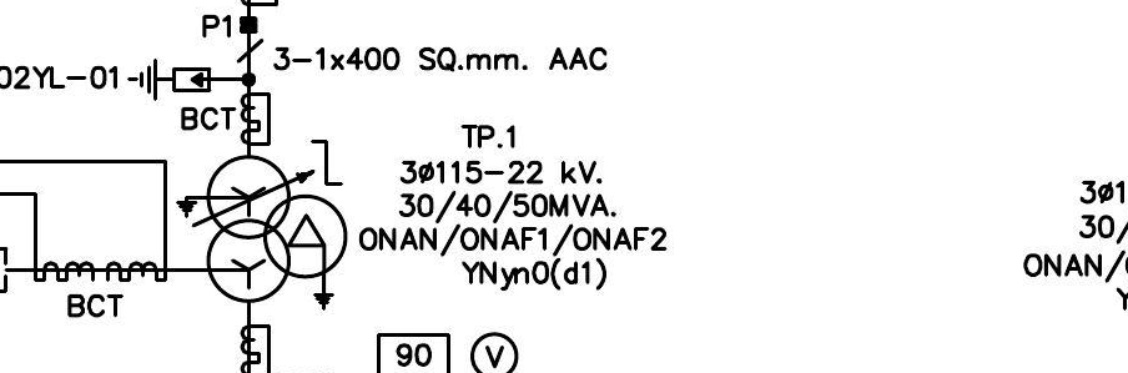 P1
3-1x400 SQ.mm. AAC
02YL-01
BCT
TP.1
3ø115-22 kV.
30/40/50MVA.
ONAN/ONAF1/ONAF2
YNyn0(d1)
BCT
90
V
3ø1
30/
ONAN/